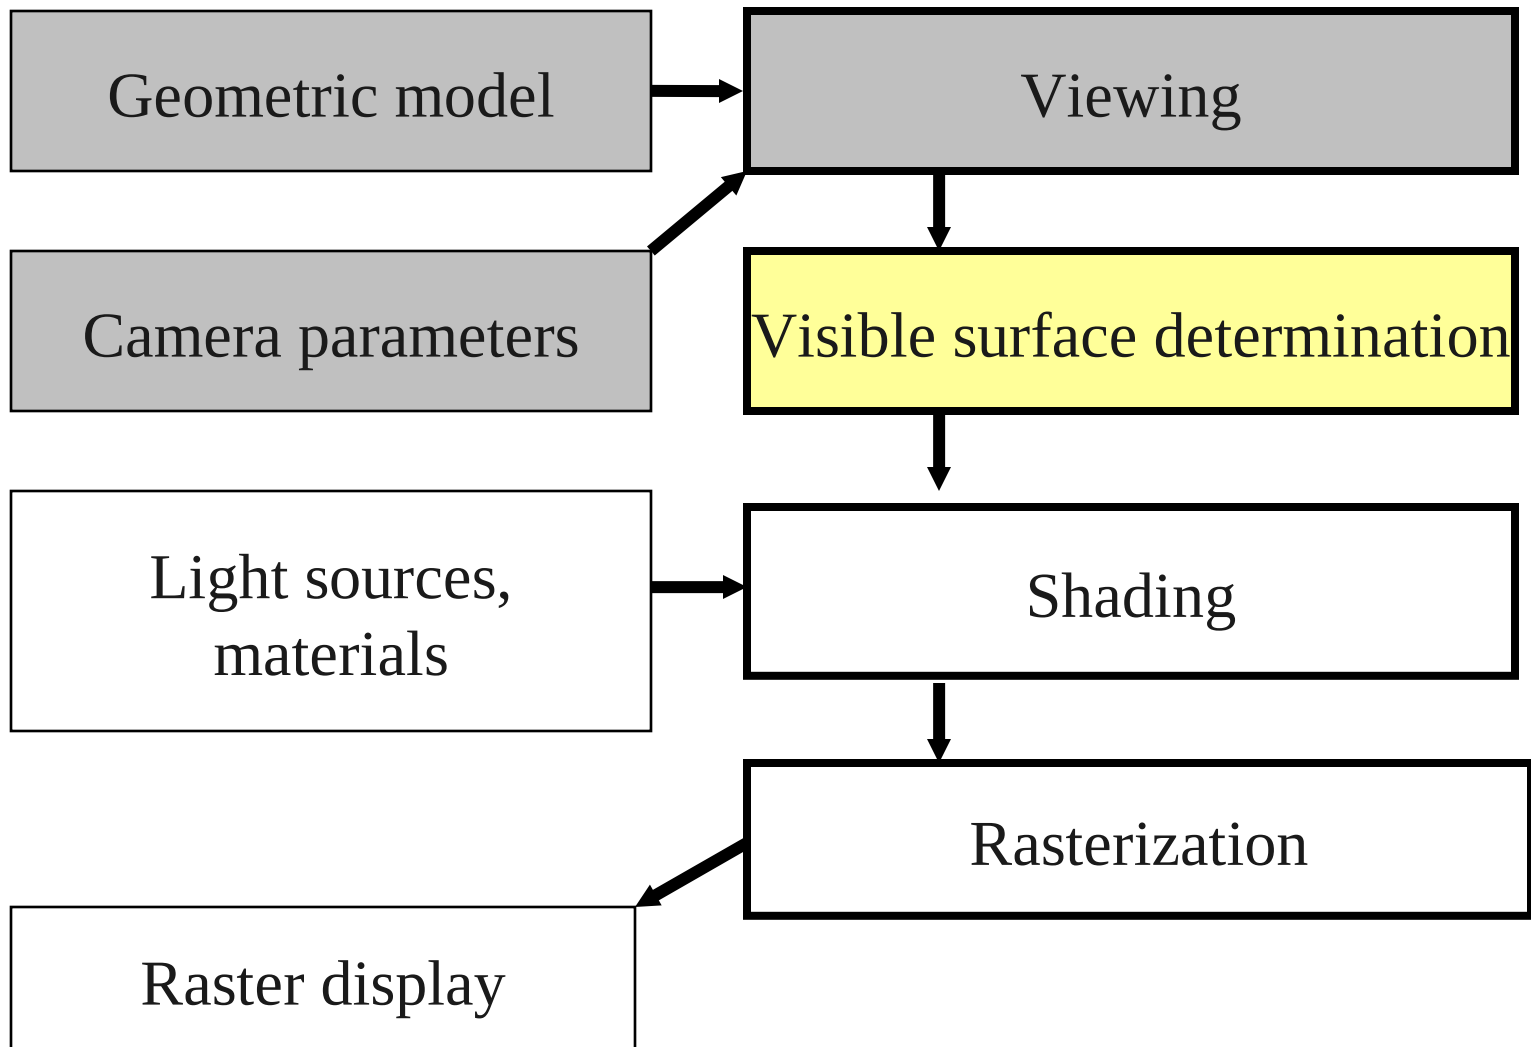 Geometric model
Viewing
Camera parameters
Visible surface determination
Light sources,
materials
Shading
Rasterization
Raster display